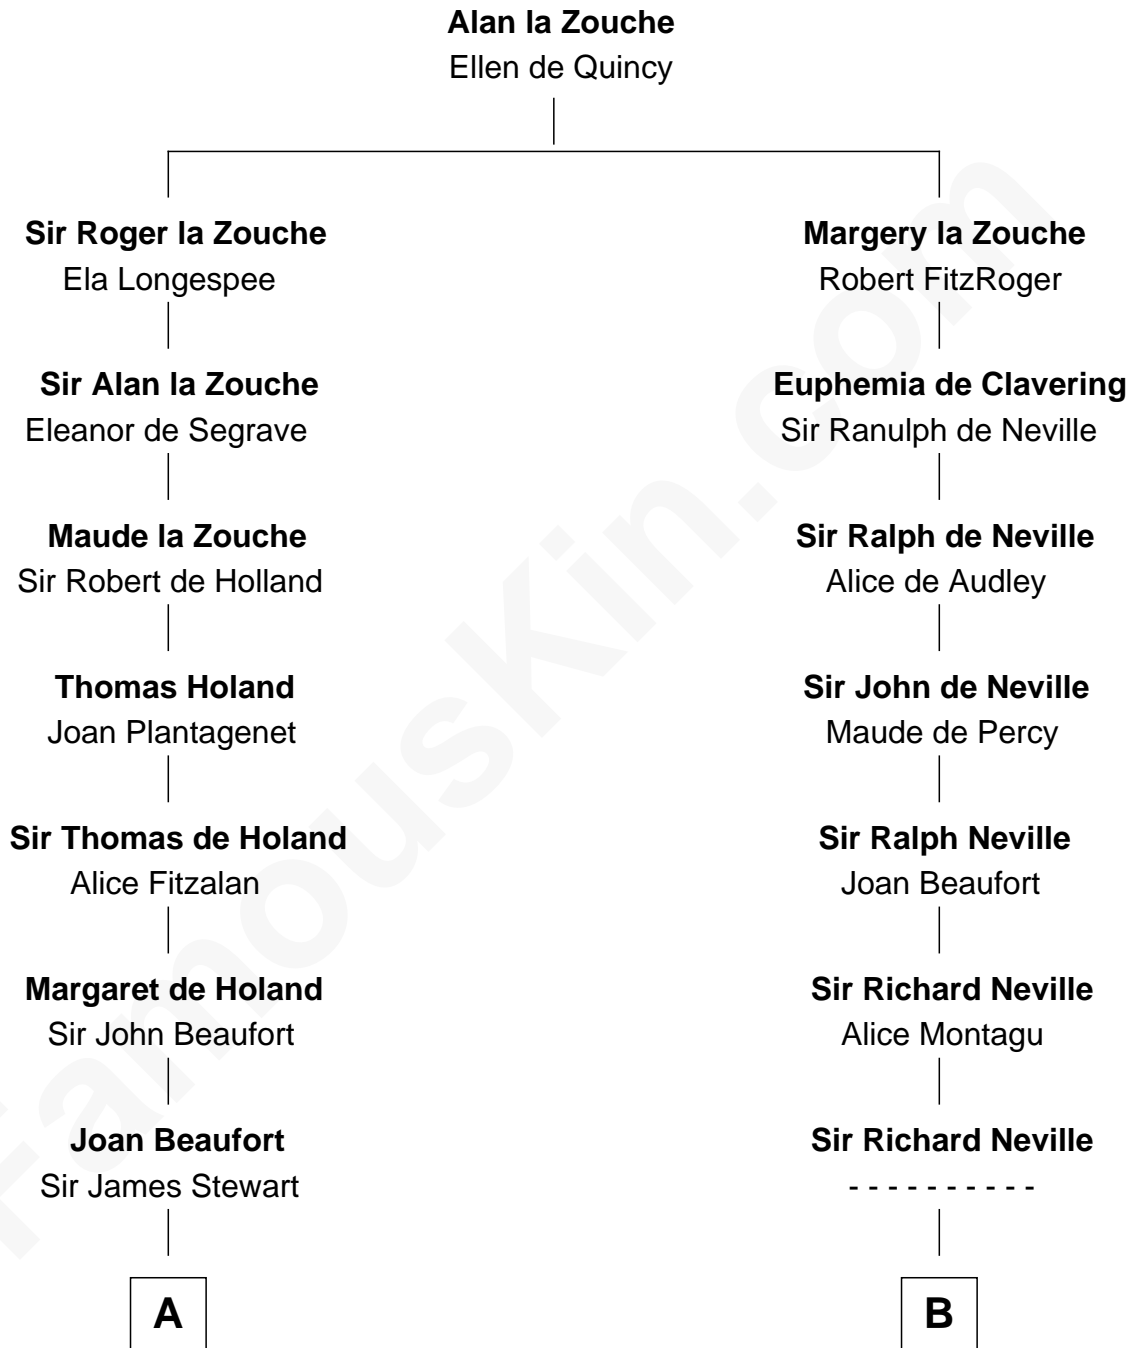 Alan la Zouche
Ellen de Quincy
Sir Roger la Zouche
Ela Longespee
Margery la Zouche
Robert FitzRoger
Sir Alan la Zouche
Eleanor de Segrave
Euphemia de Clavering
Sir Ranulph de Neville
Maude la Zouche
Sir Robert de Holland
Sir Ralph de Neville
Alice de Audley
Thomas Holand
Joan Plantagenet
Sir John de Neville
Maude de Percy
Sir Thomas de Holand
Alice Fitzalan
Sir Ralph Neville
Joan Beaufort
Margaret de Holand
Sir John Beaufort
Sir Richard Neville
Alice Montagu
Joan Beaufort
Sir James Stewart
Sir Richard Neville
- - - - - - - - - -
A
B
FamousKin.com